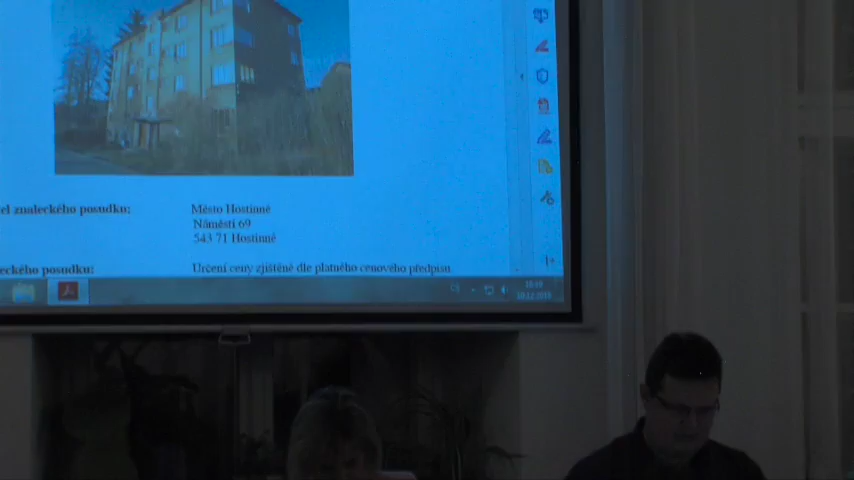 el znaleckého posudku:
Město Hostinné
Náměstí 69
543 71 Hostinné
eckého posudku:
Určení ceny zjištěné dle platného cenového předpisu